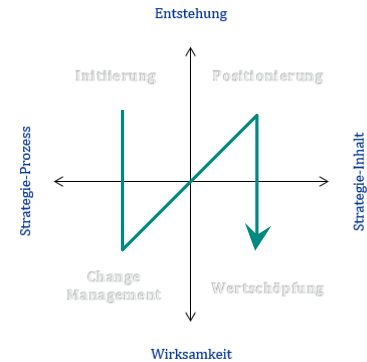 Entstehung
Initiierung
Positionierung
Strategie-Prozess
Strategie-Inhalt
Change
Management
Wertschöpfung
Wirksamkeit